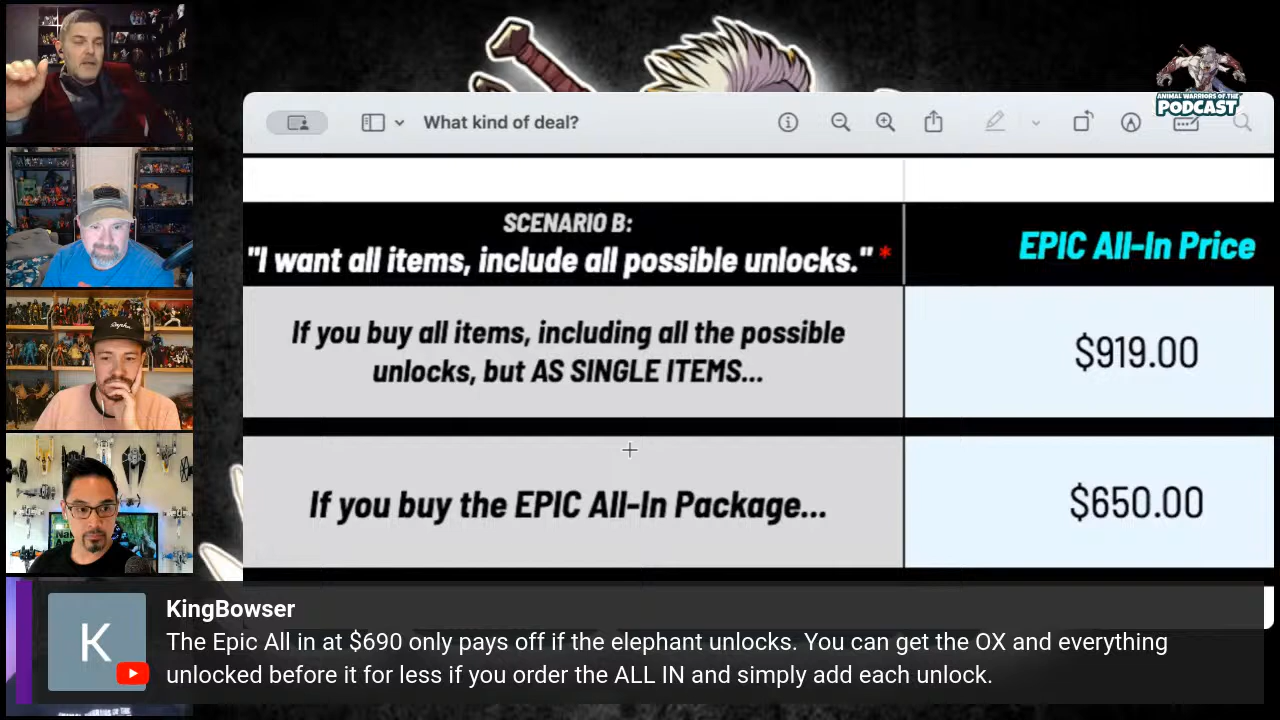 ANIMAL WARRIORS OF THE
PODCAST
What kind of deal?
SCENARIO B:
"I want all items, include all possible unlocks." *
EPIC All-In Price
If you buy all items, including all the possible
unlocks, but AS SINGLE ITEMS...
$919.00
If you buy the EPIC All-In Package...
$650.00
K
KingBowser
The Epic All in at $690 only pays off if the elephant unlocks. You can get the OX and everything
unlocked before it for less if you order the ALL IN and simply add each unlock.